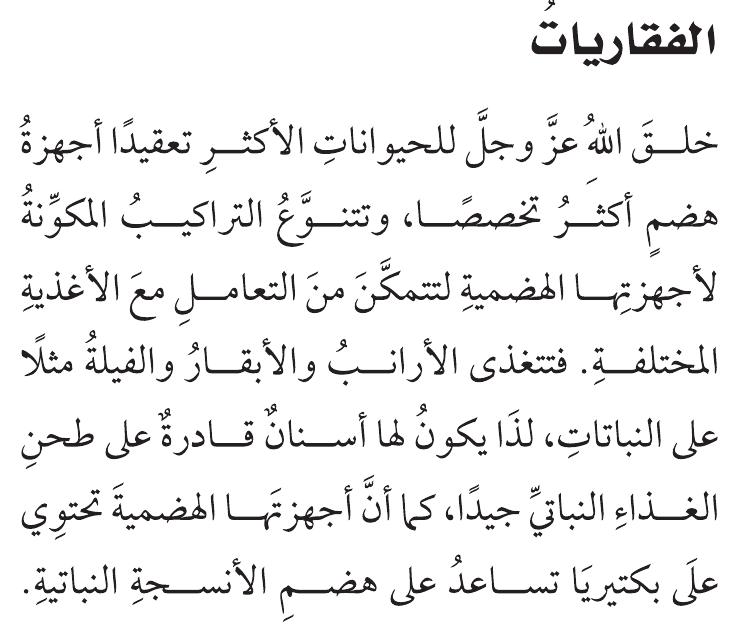 الفقارياتُ
خلقَ اللهُ عزَّ وجلَّ للحيواناتِ الأكثرِ تعقيدًا أجهزةُ
هضمٍ أكثَرُ تخصصًا، وتتنوَّعُ التراكيبُ المكوِّنةُ
لأجهزتِها الهضميةِ لتتمكَّنَ منَ التعاملِ معَ الأغذيةِ
المختلفةِ. فتتغذى الأرانبُ والأبقارُ والفيلةُ مثلًا
على النباتاتِ، لذَا يكونُ لها أسنانٌ قادرةٌ على طحنِ
الغذاءِ النباتيِّ جيدًا، كما أنَّ أجهزتَها الهضميةَ تحتوِي
علَى بكتيريَا تساعدُ على هضمِ الأنسجةِ النباتيةِ.